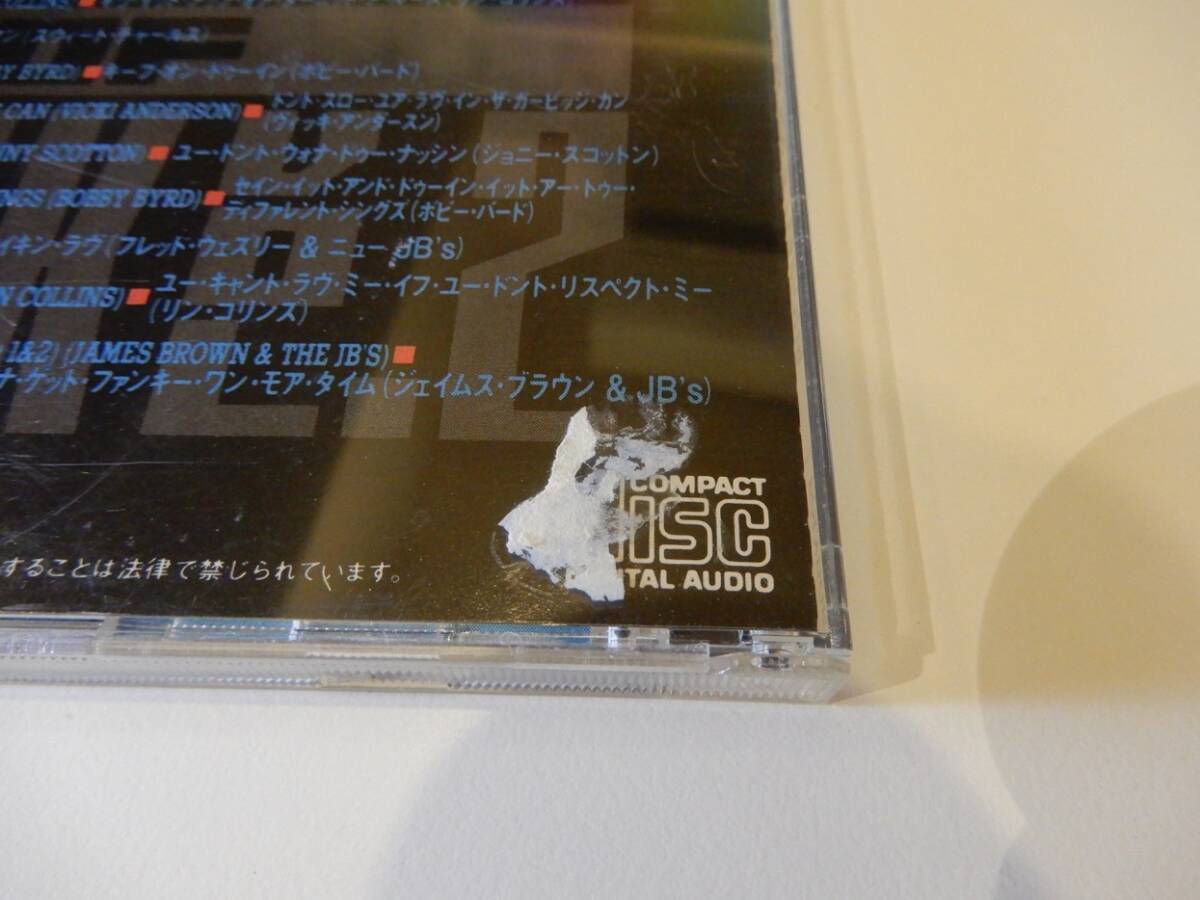 COLLINS)
スウィート・チャールズ)
BYRD) ■ キープ・オン・ドゥーイン(ボビー・バード)
CAN (VICKI ANDERSON) ■ ドント・スロー・ユア・ラヴ・イン・ザ・ガービッジ・カン
(ヴィッキ・アンダースン)
NNY SCOTTON) ■ ユー・ドント・ウォナ・ドゥー・ナッシン(ジョニー・スコットン)
NGS (BOBBY BYRD) ■ セイン・イット・アンド・ドゥーイン・イット・アー・トゥー・
ディファレント・シングズ(ボビー・バード)
イキン・ラヴ(フレッド・ウェズリー & ニュー JB's)
N COLLINS) ■ ユー・キャント・ラヴ・ミー・イフ・ユー・ドント・リスペクト・ミー
(リン・コリンズ)
1&2) (JAMES BROWN & THE JB'S) ■
ナ・ゲット・ファンキー・ワン・モア・タイム(ジェイムス・ブラウン & JB's)
COMPACT
ISC
ITAL AUDIO
することは法律で禁じられています。